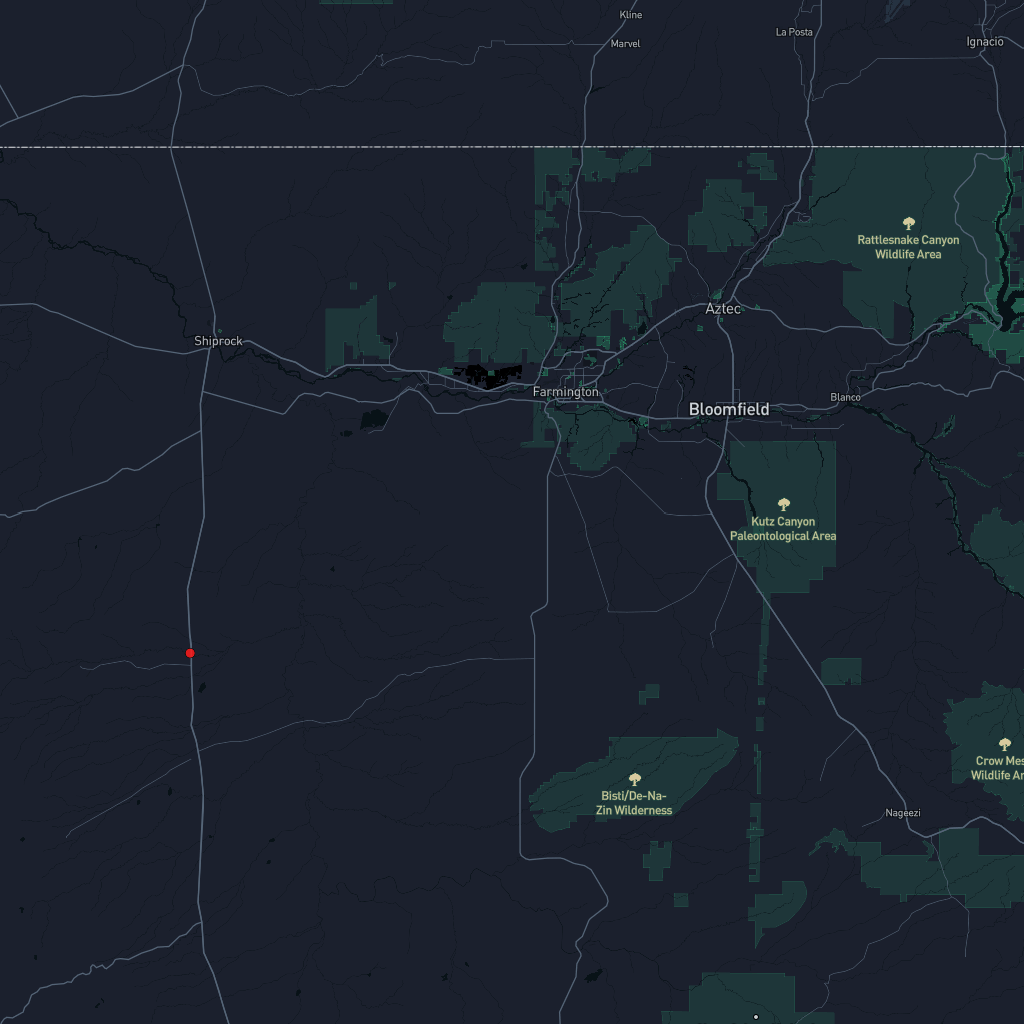 Kline
La Posta
Marvel
Ignacio
Rattlesnake Canyon
Wildlife Area
Aztec
Shiprock
Farmington
Blanco
Bloomfield
Kutz Canyon
Paleontological Area
Crow Mes
Wildlife Ar
Bisti/De-Na-
Zin Wilderness
Nageezi